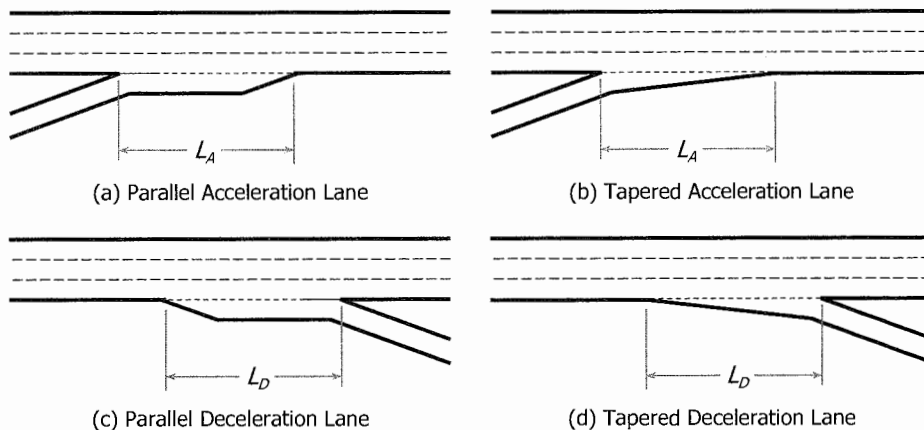 L_A
L_A
(a) Parallel Acceleration Lane
(b) Tapered Acceleration Lane
L_D
L_D
(c) Parallel Deceleration Lane
(d) Tapered Deceleration Lane